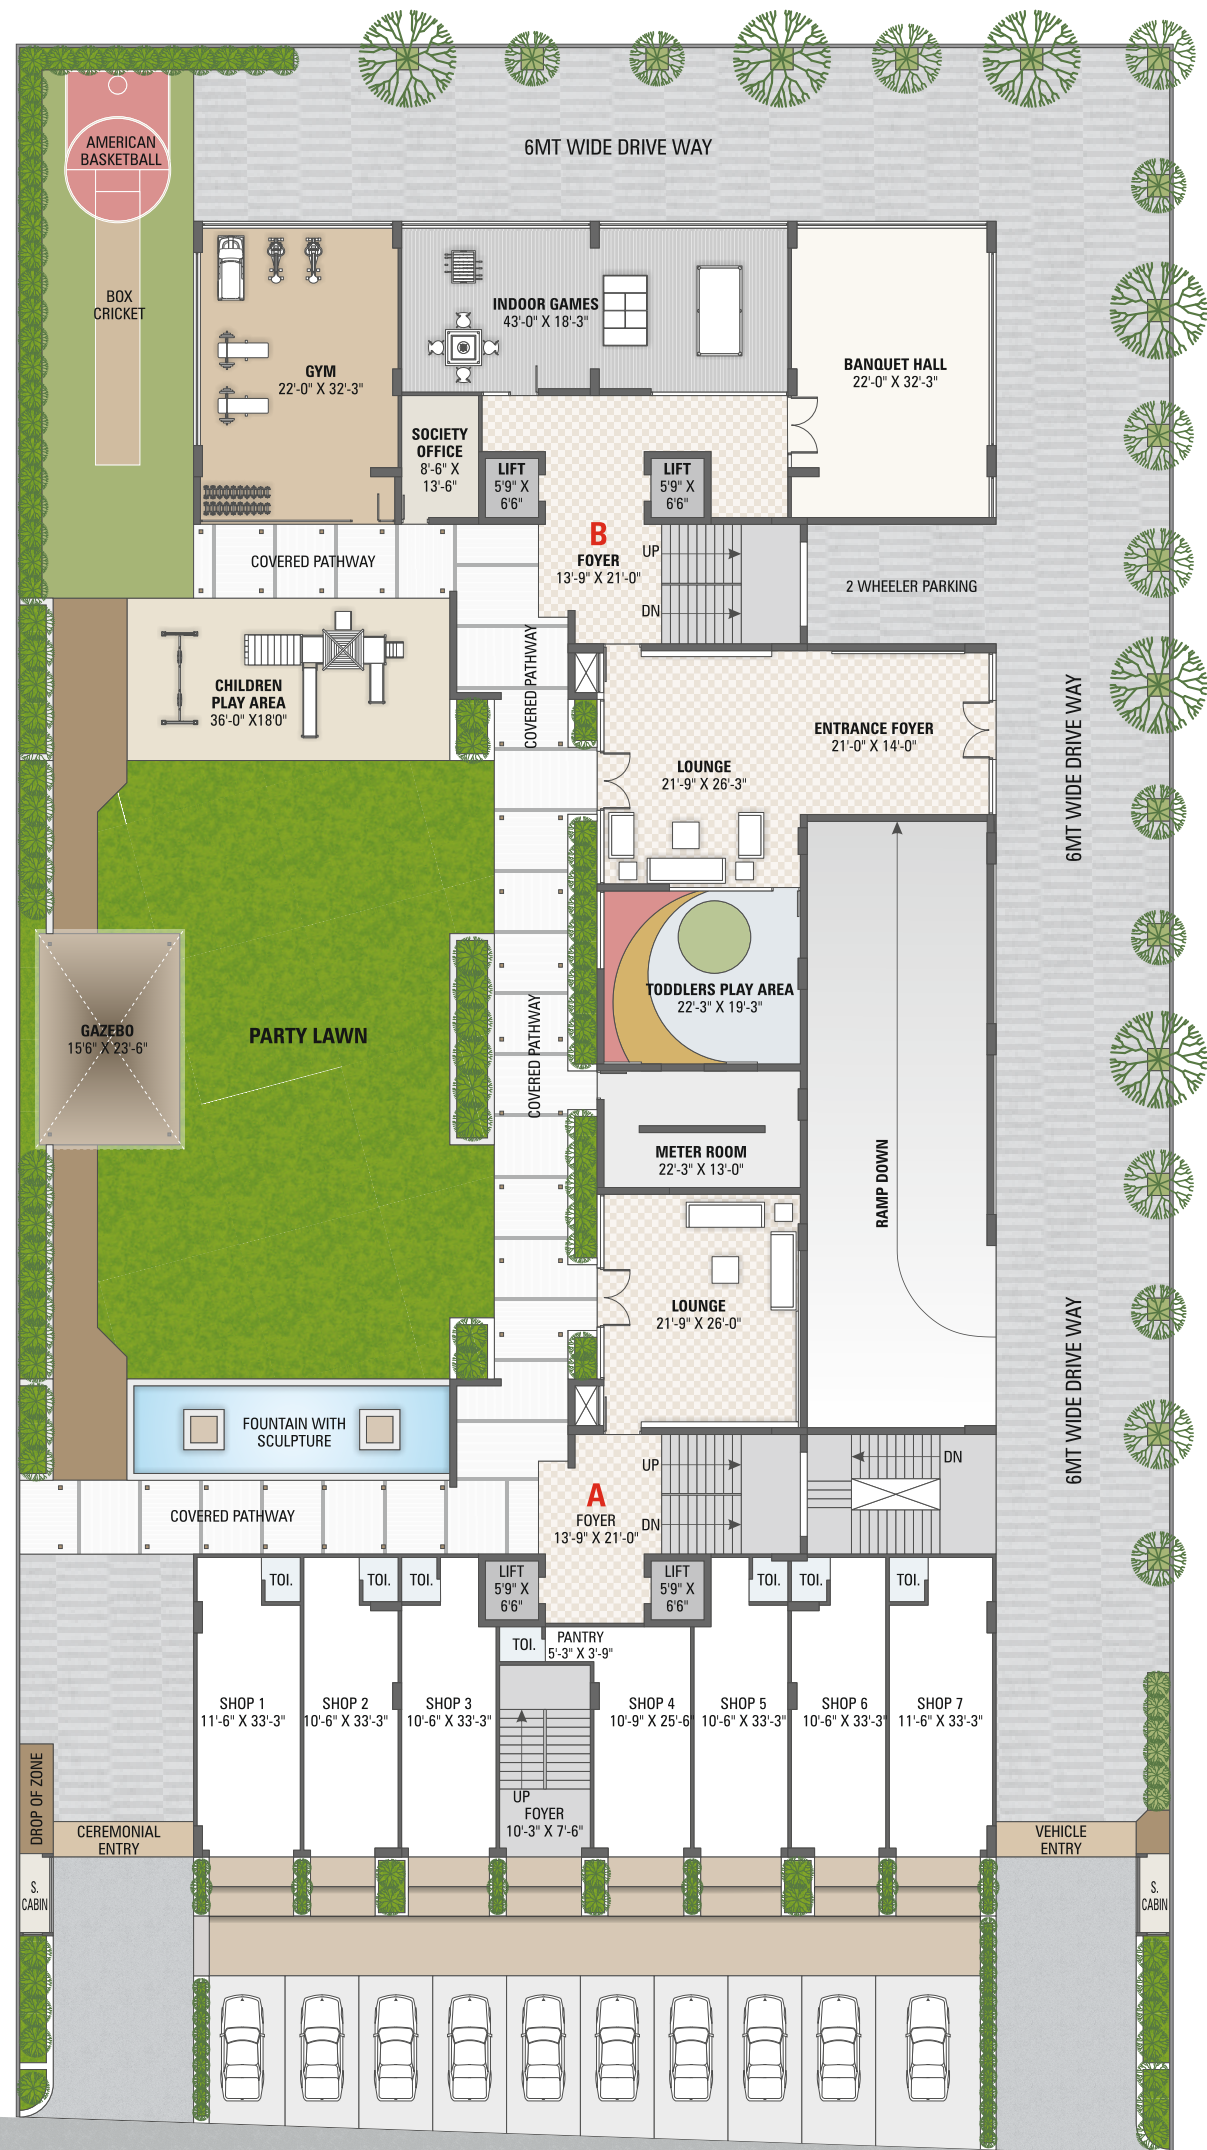 6MT WIDE DRIVE WAY
AMERICAN
BASKETBALL
BOX
CRICKET
GYM
22'-0" X 32'-3"
INDOOR GAMES
43'-0" X 18'-3"
BANQUET HALL
22'-0" X 32'-3"
SOCIETY
OFFICE
8'-6" X
13'-6"
LIFT
5'9" X
6'6"
LIFT
5'9" X
6'6"
B
FOYER
13'-9" X 21'-0"
UP
DN
COVERED PATHWAY
2 WHEELER PARKING
CHILDREN
PLAY AREA
36'-0" X18'0"
COVERED PATHWAY
ENTRANCE FOYER
21'-0" X 14'-0"
LOUNGE
21'-9" X 26'-3"
6MT WIDE DRIVE WAY
TODDLERS PLAY AREA
22'-3" X 19'-3"
GAZEBO
15'6" X 23'-6"
PARTY LAWN
COVERED PATHWAY
METER ROOM
22'-3" X 13'-0"
RAMP DOWN
LOUNGE
21'-9" X 26'-0"
6MT WIDE DRIVE WAY
FOUNTAIN WITH
SCULPTURE
COVERED PATHWAY
UP
DN
DN
A
FOYER
13'-9" X 21'-0"
TOI.
TOI.
TOI.
LIFT
5'9" X
6'6"
LIFT
5'9" X
6'6"
TOI.
TOI.
TOI.
TOI.
PANTRY
5'-3" X 3'-9"
SHOP 1
11'-6" X 33'-3"
SHOP 2
10'-6" X 33'-3"
SHOP 3
10'-6" X 33'-3"
SHOP 4
10'-9" X 25'-6"
SHOP 5
10'-6" X 33'-3"
SHOP 6
10'-6" X 33'-3"
SHOP 7
11'-6" X 33'-3"
UP
FOYER
10'-3" X 7'-6"
DROP OF ZONE
CEREMONIAL
ENTRY
VEHICLE
ENTRY
S.
CABIN
S.
CABIN